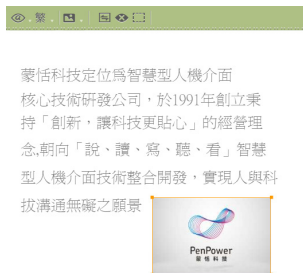 繁
蒙恬科技定位為智慧型人機介面
核心技術研發公司，於1991年創立秉
持「創新，讓科技更貼心」的經營理
念,朝向「說、讀、寫、聽、看」智慧
型人機介面技術整合開發，實現人與科
拔溝通無礙之願景
PenPower
蒙恬科技